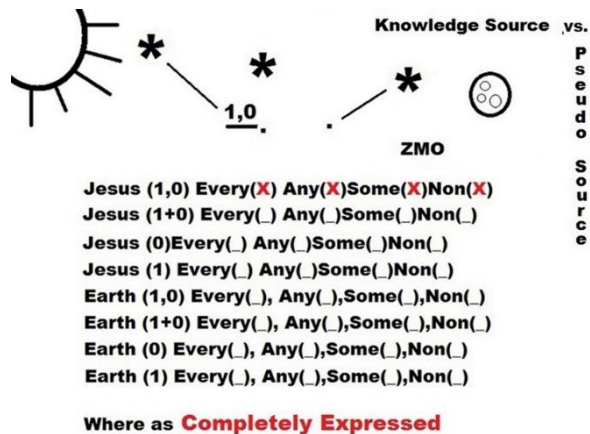 Knowledge Source vs.
Pseudo Source
* * *
1,0
. .
ZMO
Jesus (1,0) Every(X) Any(X)Some(X)Non(X)
Jesus (1+0) Every(_) Any(_)Some(_)Non(_)
Jesus (0)Every(_) Any(_)Some(_)Non(_)
Jesus (1) Every(_) Any(_)Some(_)Non(_)
Earth (1,0) Every(_), Any(_),Some(_),Non(_)
Earth (1+0) Every(_), Any(_),Some(_),Non(_)
Earth (0) Every(_), Any(_),Some(_),Non(_)
Earth (1) Every(_), Any(_),Some(_),Non(_)
Where as Completely Expressed